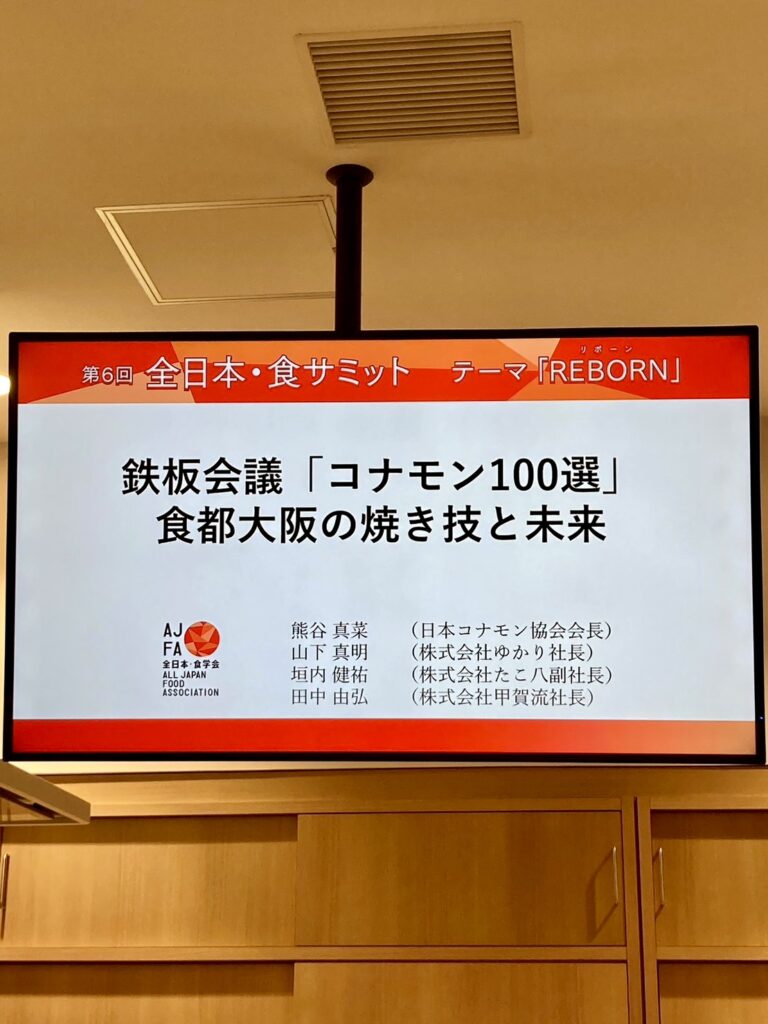 第6回 全日本・食サミット テーマ「REBORN」
リボーン
鉄板会議「コナモン100選」
食都大阪の焼き技と未来
AJ
FA
全日本・食学会
ALL JAPAN
FOOD
ASSOCIATION
熊谷 真菜 （日本コナモン協会会長）
山下 真明 （株式会社ゆかり社長）
垣内 健祐 （株式会社たこ八副社長）
田中 由弘 （株式会社甲賀流社長）